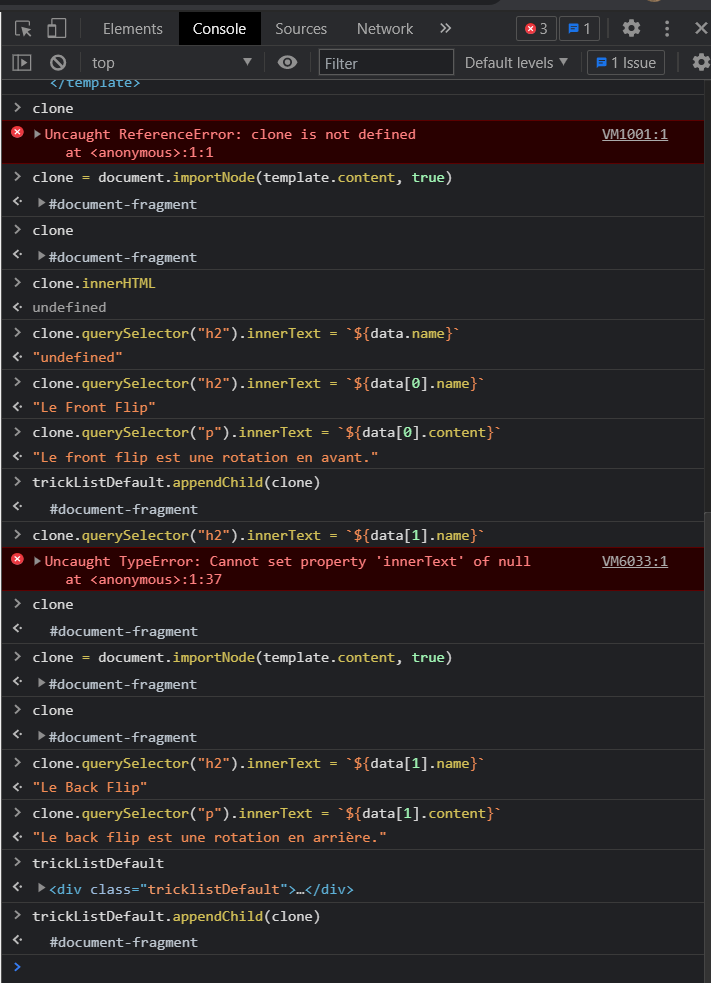 Elements Console Sources Network » 3 1
top Filter Default levels 1 Issue
</template>
clone
Uncaught ReferenceError: clone is not defined VM1001:1
at <anonymous>:1:1
clone = document.importNode(template.content, true)
#document-fragment
clone
#document-fragment
clone.innerHTML
undefined
clone.querySelector("h2").innerText = `${data.name}`
"undefined"
clone.querySelector("h2").innerText = `${data[0].name}`
"Le Front Flip"
clone.querySelector("p").innerText = `${data[0].content}`
"Le front flip est une rotation en avant."
trickListDefault.appendChild(clone)
#document-fragment
clone.querySelector("h2").innerText = `${data[1].name}`
Uncaught TypeError: Cannot set property 'innerText' of null VM6033:1
at <anonymous>:1:37
clone
#document-fragment
clone = document.importNode(template.content, true)
#document-fragment
clone
#document-fragment
clone.querySelector("h2").innerText = `${data[1].name}`
"Le Back Flip"
clone.querySelector("p").innerText = `${data[1].content}`
"Le back flip est une rotation en arrière."
trickListDefault
<div class="tricklistDefault">…</div>
trickListDefault.appendChild(clone)
#document-fragment